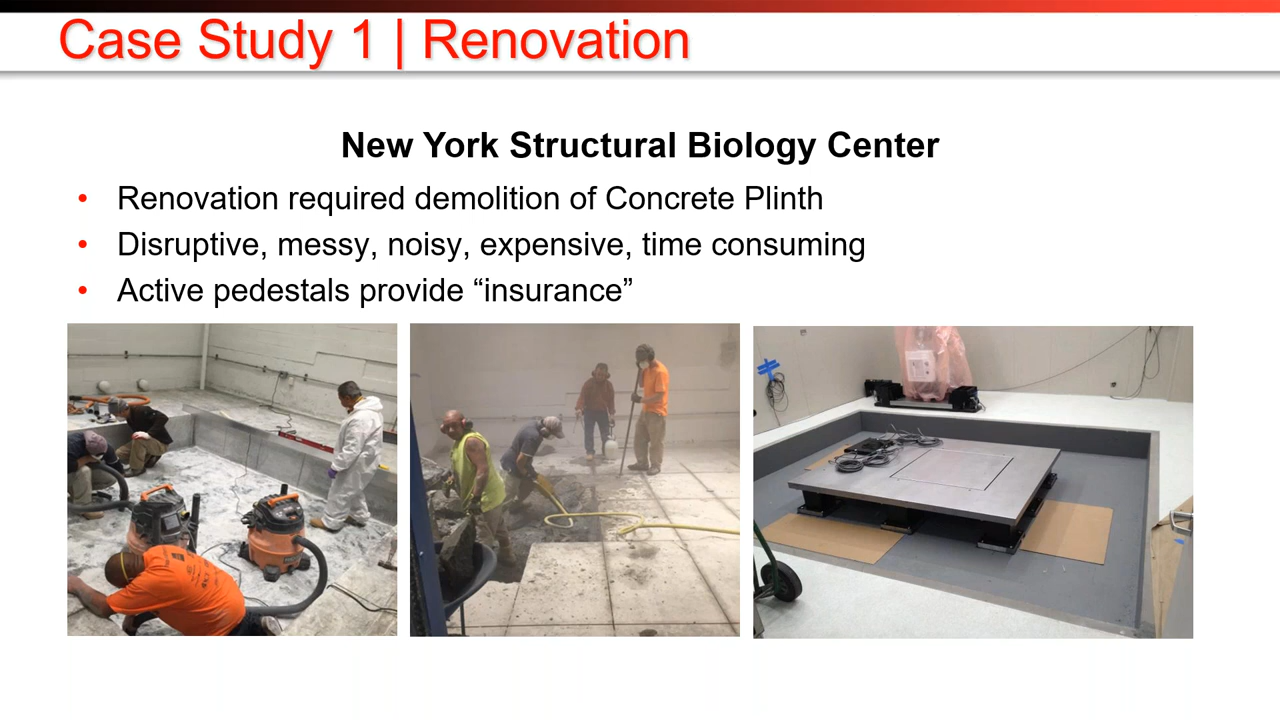 Case Study 1 | Renovation
New York Structural Biology Center
• Renovation required demolition of Concrete Plinth
• Disruptive, messy, noisy, expensive, time consuming
• Active pedestals provide “insurance”